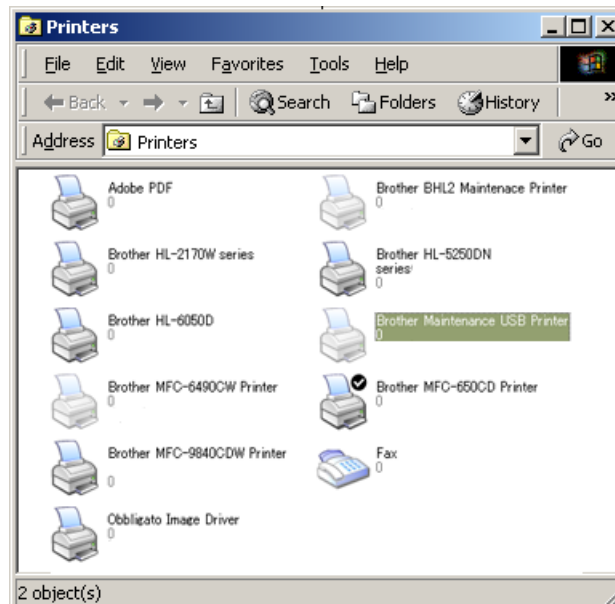 Printers
File Edit View Favorites Tools Help
Back Search Folders History »
Address Printers Go
Adobe PDF
0
Brother BHL2 Maintenace Printer
0
Brother HL-2170W series
0
Brother HL-5250DN
series
0
Brother HL-6050D
0
Brother Maintenance USB Printer
0
Brother MFC-6490CW Printer
0
Brother MFC-650CD Printer
0
Brother MFC-9840CDW Printer
0
Fax
0
Obbligato Image Driver
0
2 object(s)